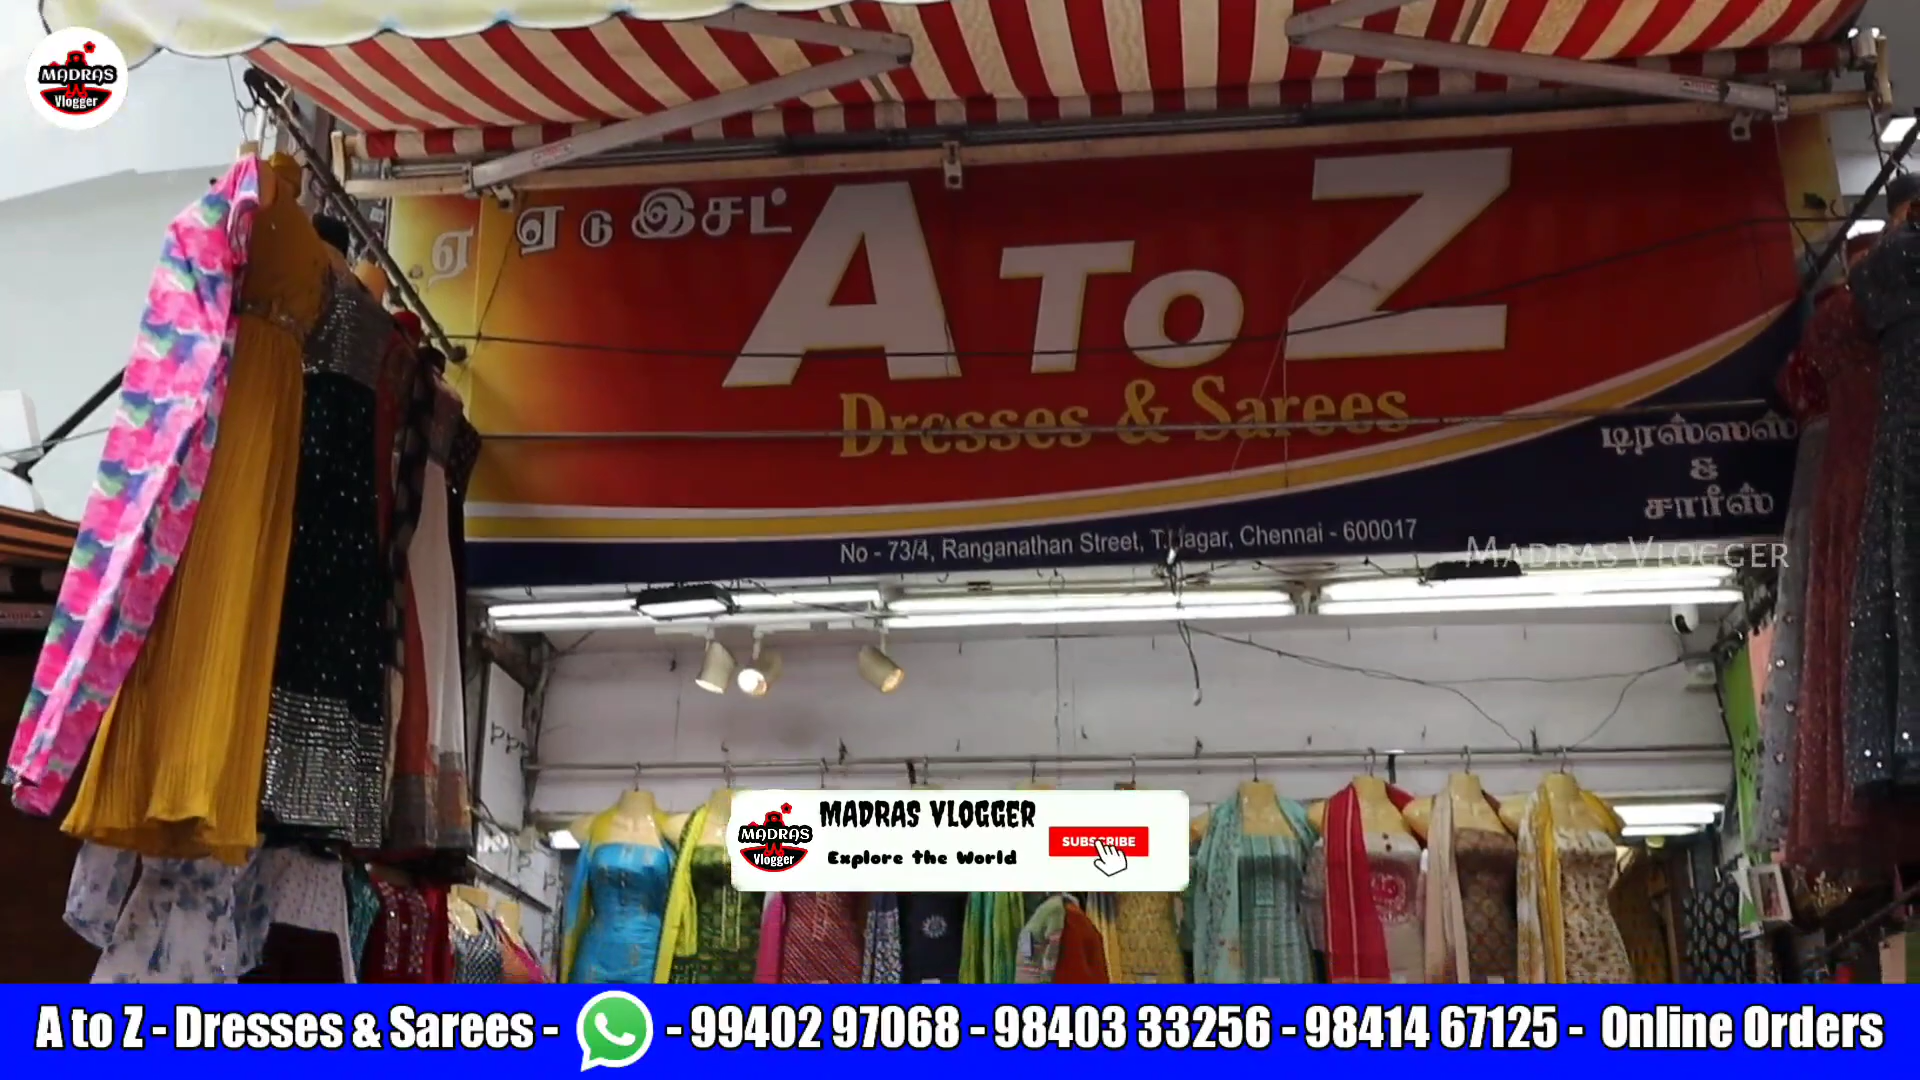 MADRAS
Vlogger
ஏ
ஏ டு இசட்
A To Z
Dresses & Sarees
டிரஸ்ஸஸ்
&
சாரீஸ்
No - 73/4, Ranganathan Street, T.Nagar, Chennai - 600017
MADRAS VLOGGER
MADRAS
Vlogger
MADRAS VLOGGER
Explore the World
SUBSCRIBE
A to Z - Dresses & Sarees - - 99402 97068 - 98403 33256 - 98414 67125 - Online Orders